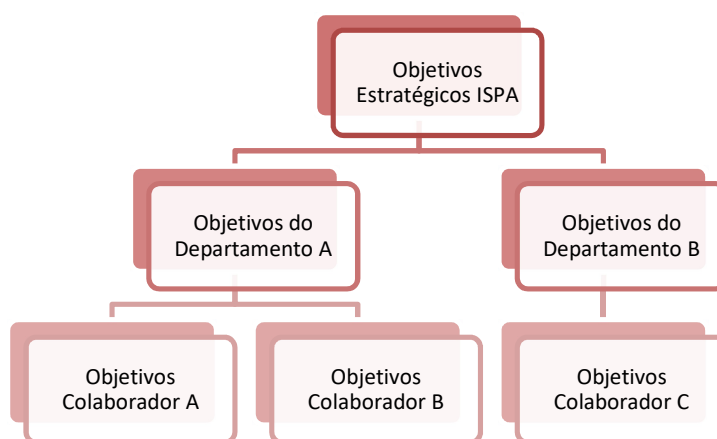 Objetivos
Estratégicos ISPA
Objetivos do
Departamento A
Objetivos do
Departamento B
Objetivos
Colaborador A
Objetivos
Colaborador B
Objetivos
Colaborador C